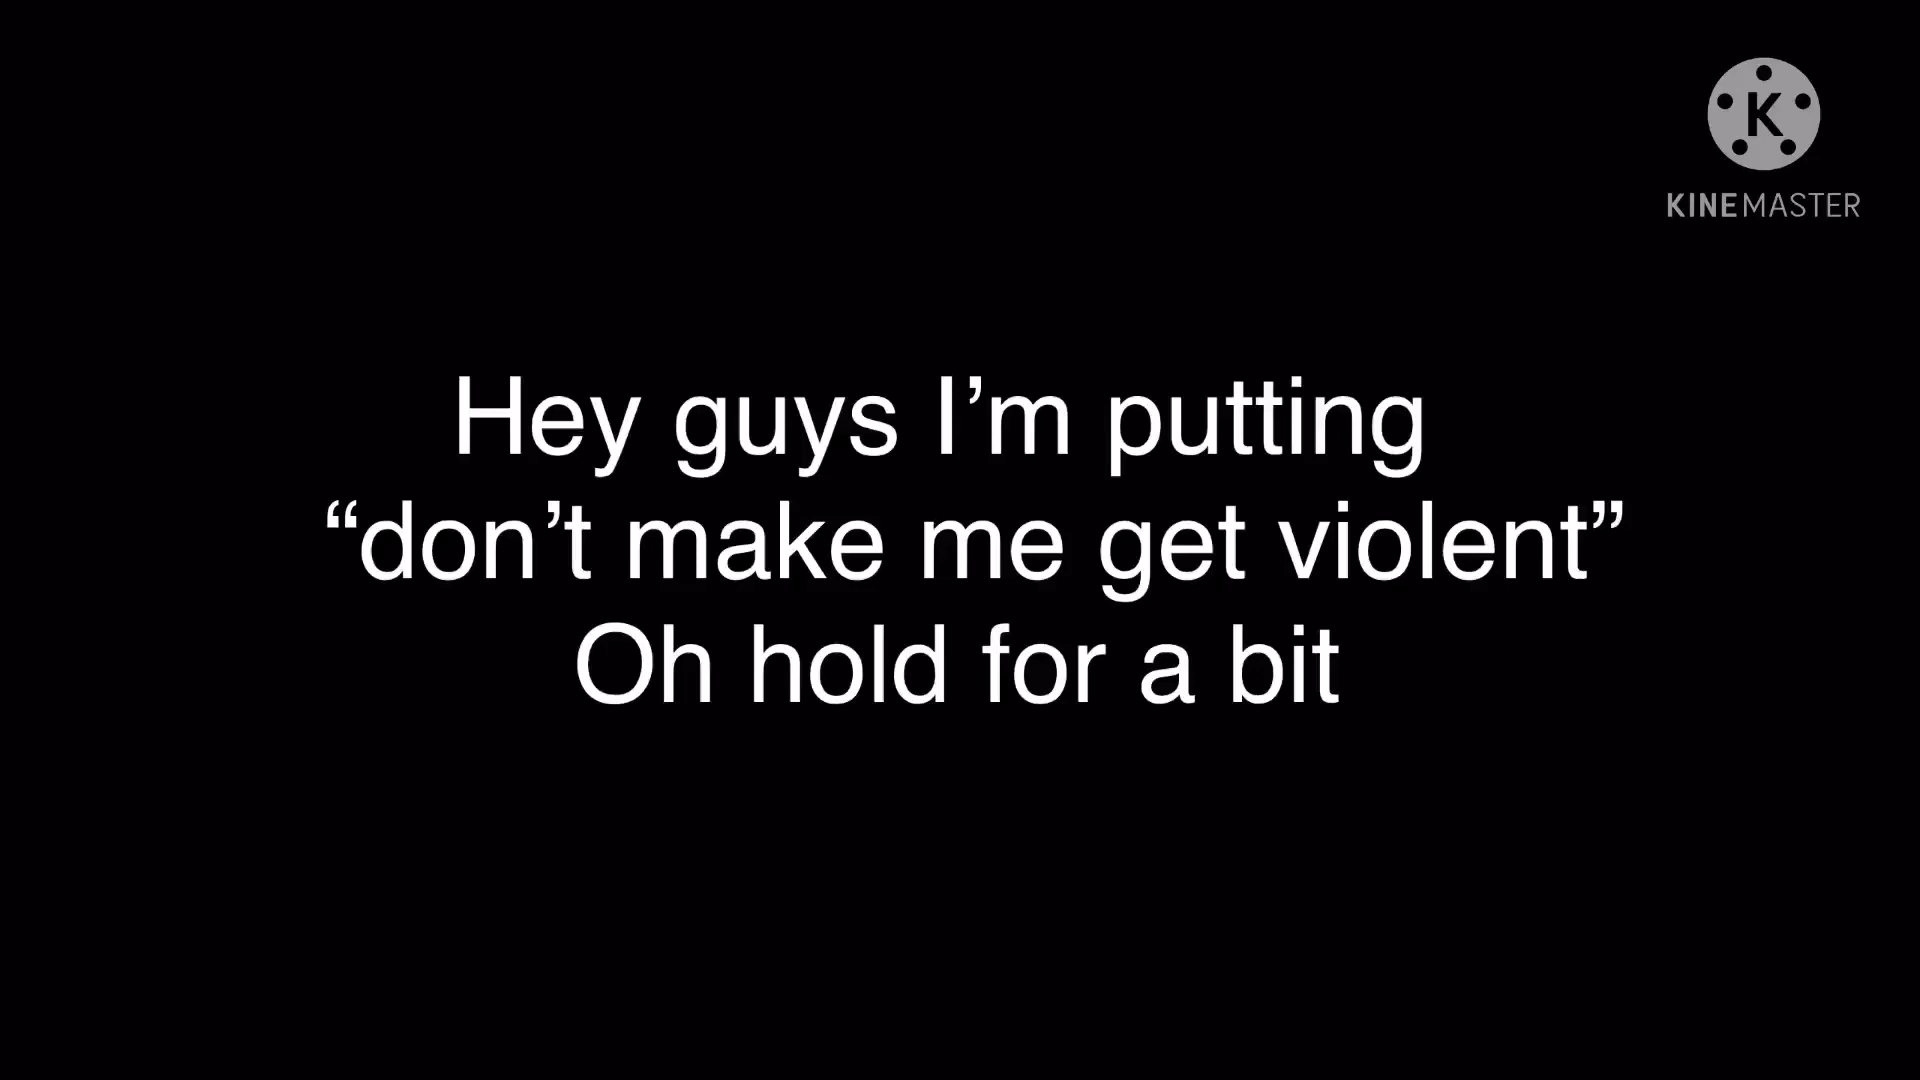 K
KINEMASTER
Hey guys I’m putting
“don’t make me get violent”
Oh hold for a bit